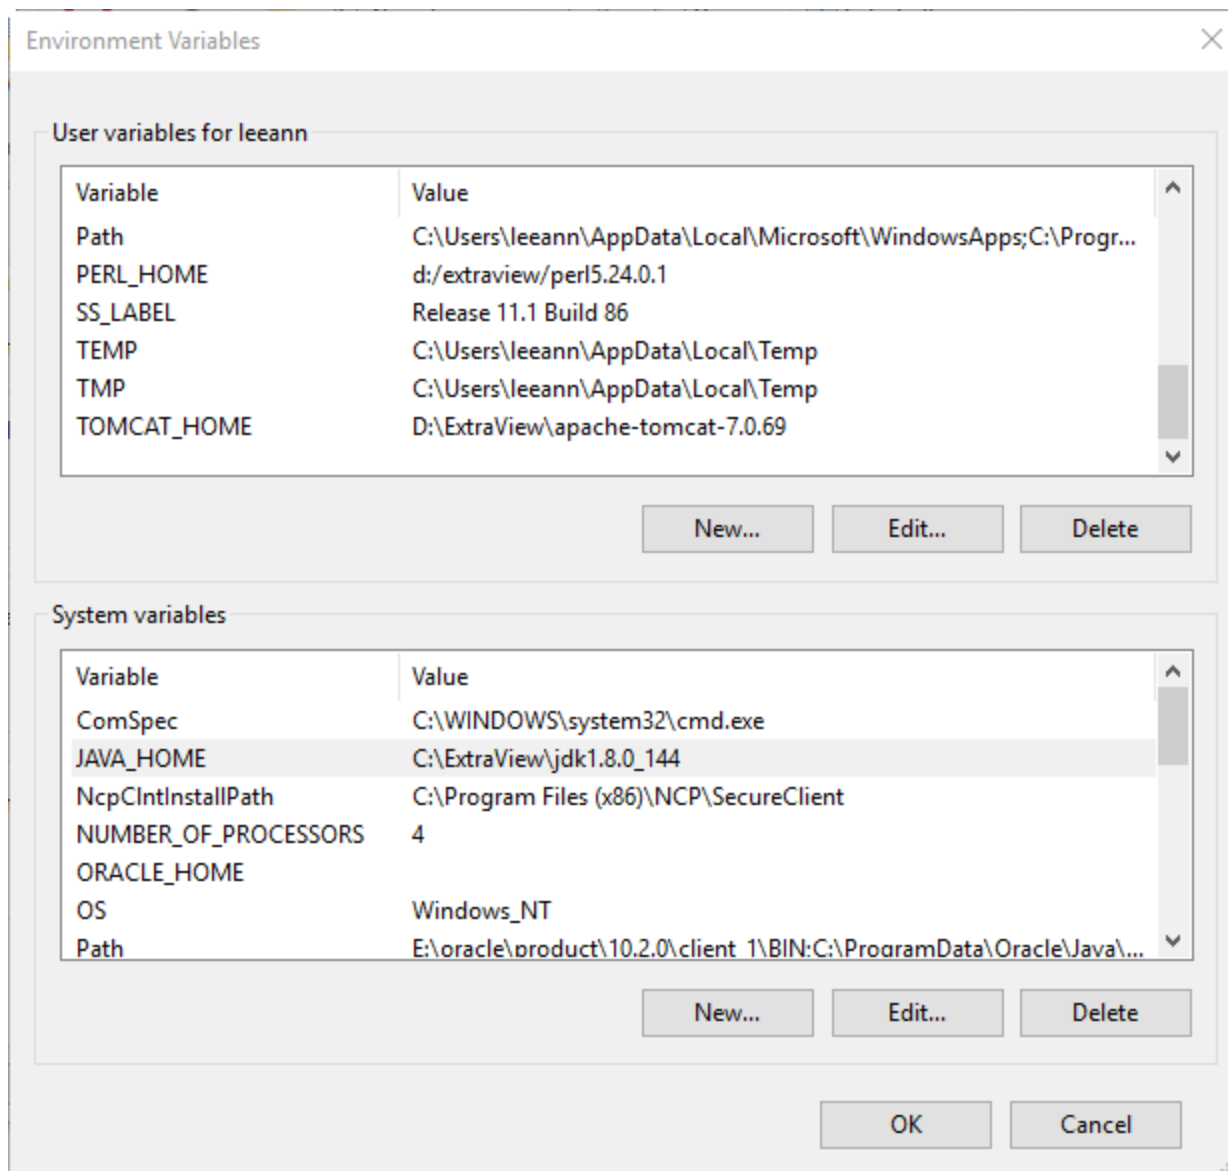 Environment Variables
User variables for leeann
Variable Value
Path C:\Users\leeann\AppData\Local\Microsoft\WindowsApps;C:\Progr...
PERL_HOME d:/extraview/perl5.24.0.1
SS_LABEL Release 11.1 Build 86
TEMP C:\Users\leeann\AppData\Local\Temp
TMP C:\Users\leeann\AppData\Local\Temp
TOMCAT_HOME D:\ExtraView\apache-tomcat-7.0.69
New... Edit... Delete
System variables
Variable Value
ComSpec C:\WINDOWS\system32\cmd.exe
JAVA_HOME C:\ExtraView\jdk1.8.0_144
NcpClntInstallPath C:\Program Files (x86)\NCP\SecureClient
NUMBER_OF_PROCESSORS 4
ORACLE_HOME
OS Windows_NT
Path E:\oracle\product\10.2.0\client_1\BIN;C:\ProgramData\Oracle\Java\...
New... Edit... Delete
OK Cancel